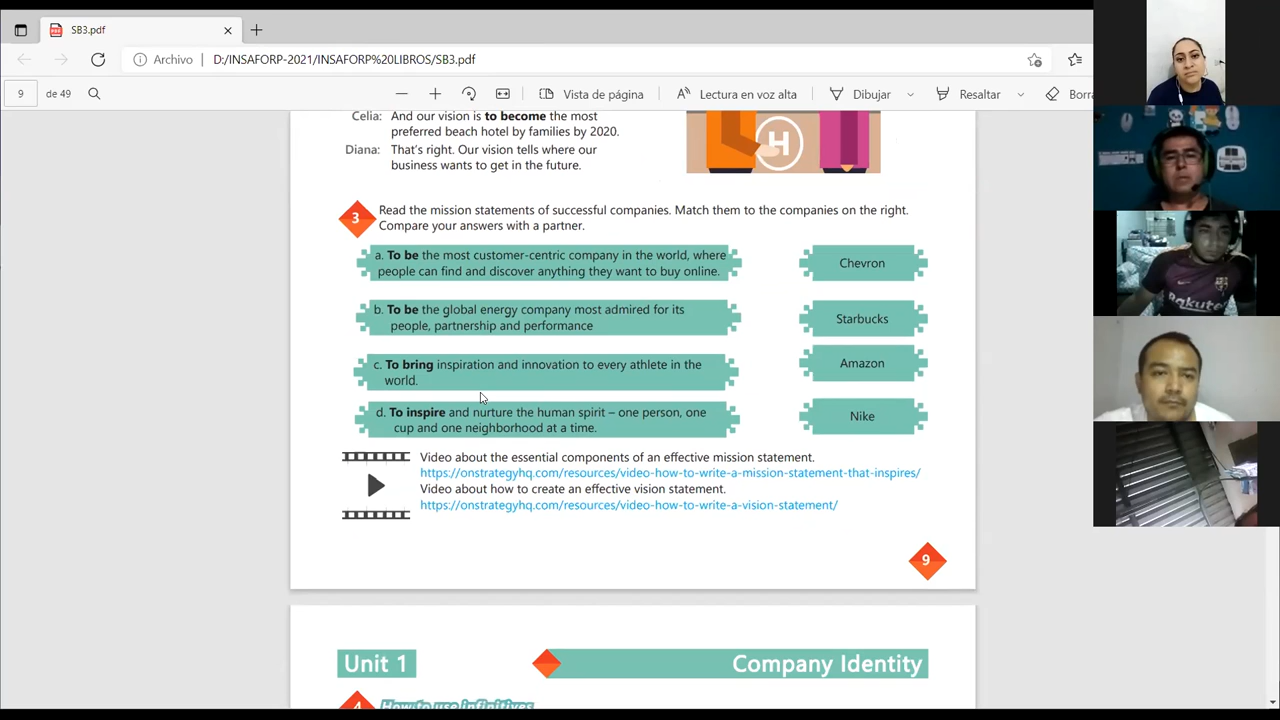 SB3.pdf
Archivo
D:/INSAFORP-2021/INSAFORP%20LIBROS/SB3.pdf
9
de 49
Vista de página
Lectura en voz alta
Dibujar
Resaltar
Celia: And our vision is to become the most
preferred beach hotel by families by 2020.
Diana: That's right. Our vision tells where our
business wants to get in the future.
H
3
Read the mission statements of successful companies. Match them to the companies on the right.
Compare your answers with a partner.
a. To be the most customer-centric company in the world, where
people can find and discover anything they want to buy online.
Chevron
b. To be the global energy company most admired for its
people, partnership and performance
Starbucks
c. To bring inspiration and innovation to every athlete in the
world.
Amazon
d. To inspire and nurture the human spirit – one person, one
cup and one neighborhood at a time.
Nike
Video about the essential components of an effective mission statement.
https://onstrategyhq.com/resources/video-how-to-write-a-mission-statement-that-inspires/
Video about how to create an effective vision statement.
https://onstrategyhq.com/resources/video-how-to-write-a-vision-statement/
9
Unit 1
Company Identity
4
How to use infinitives
Rakuten